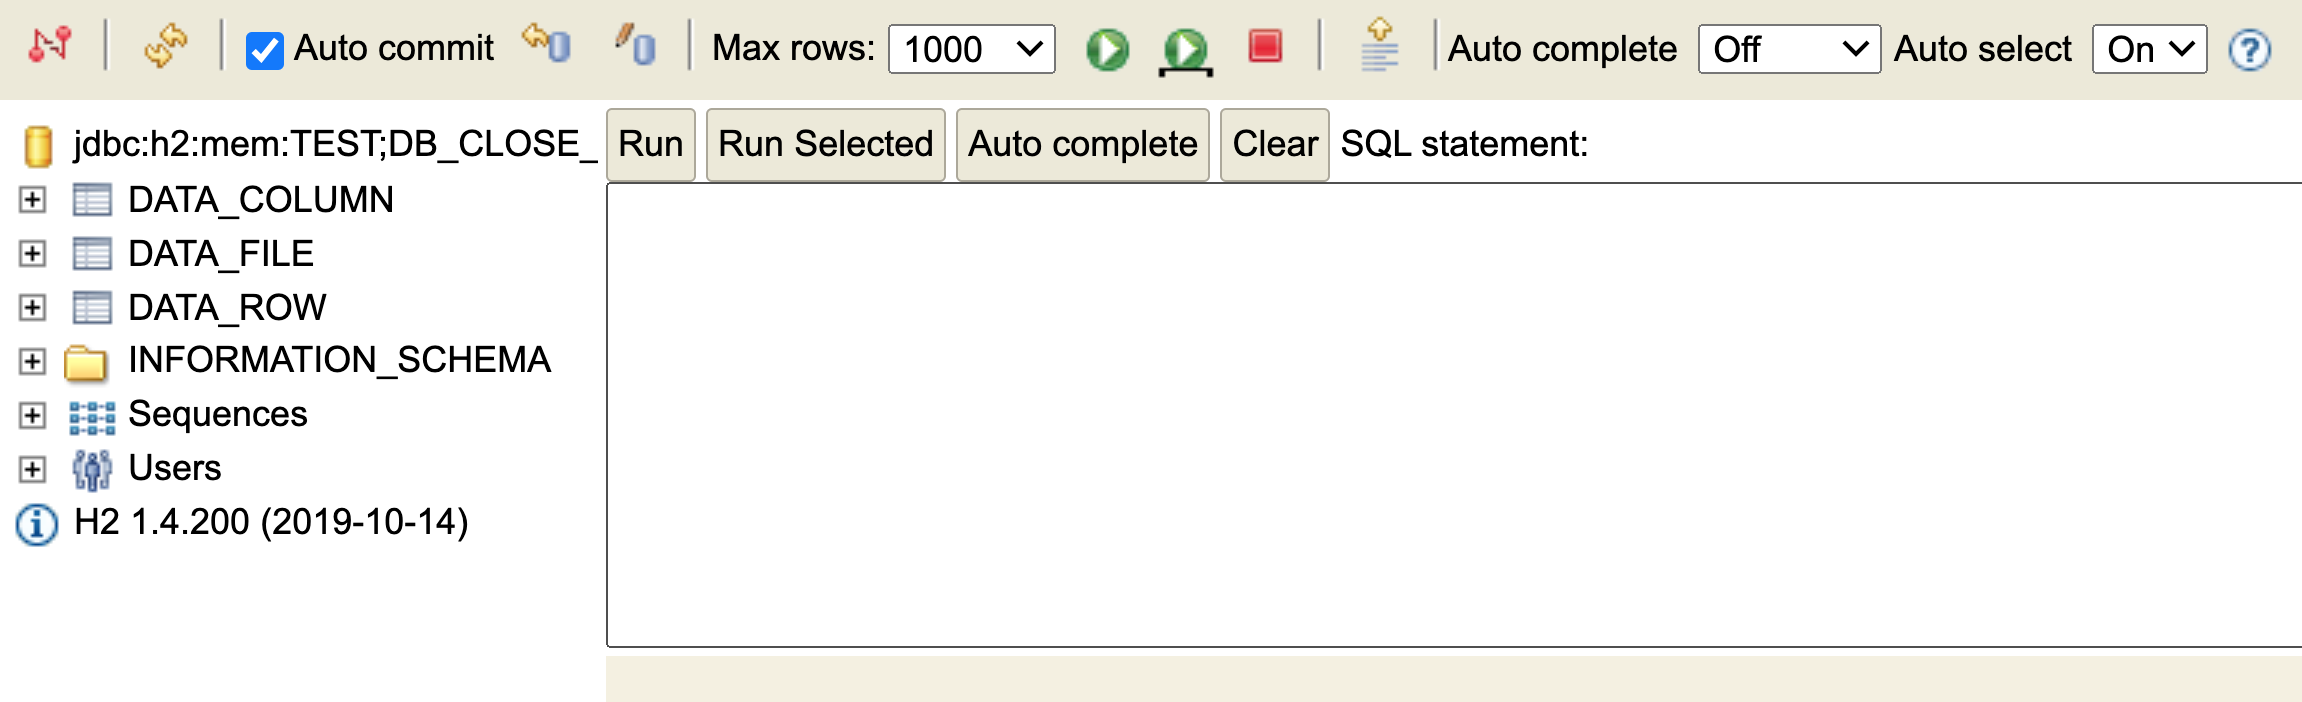 Auto commit Max rows: 1000 Auto complete Off Auto select On
jdbc:h2:mem:TEST;DB_CLOSE_ Run Run Selected Auto complete Clear SQL statement:
DATA_COLUMN
DATA_FILE
DATA_ROW
INFORMATION_SCHEMA
Sequences
Users
H2 1.4.200 (2019-10-14)